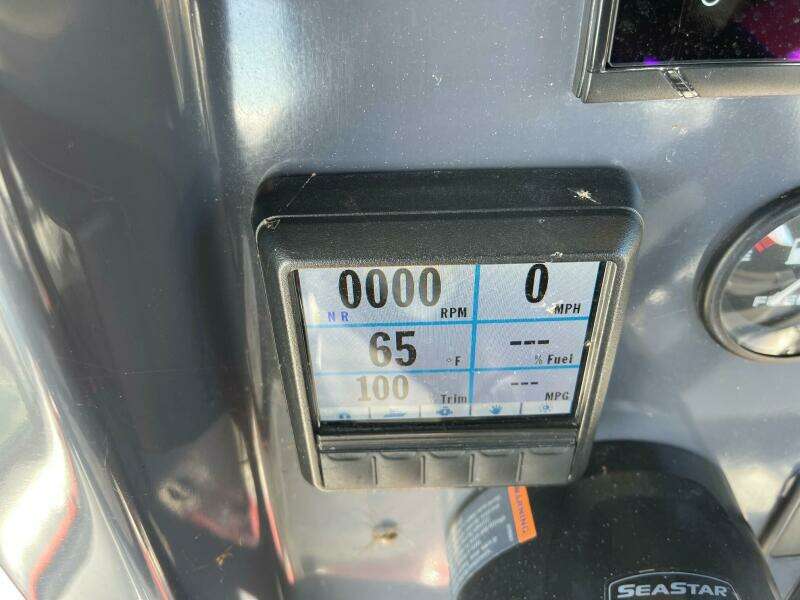 0000
N R RPM
0
MPH
65 °F
---
% Fuel
100 Trim
---
MPG
WARNING
SEASTAR